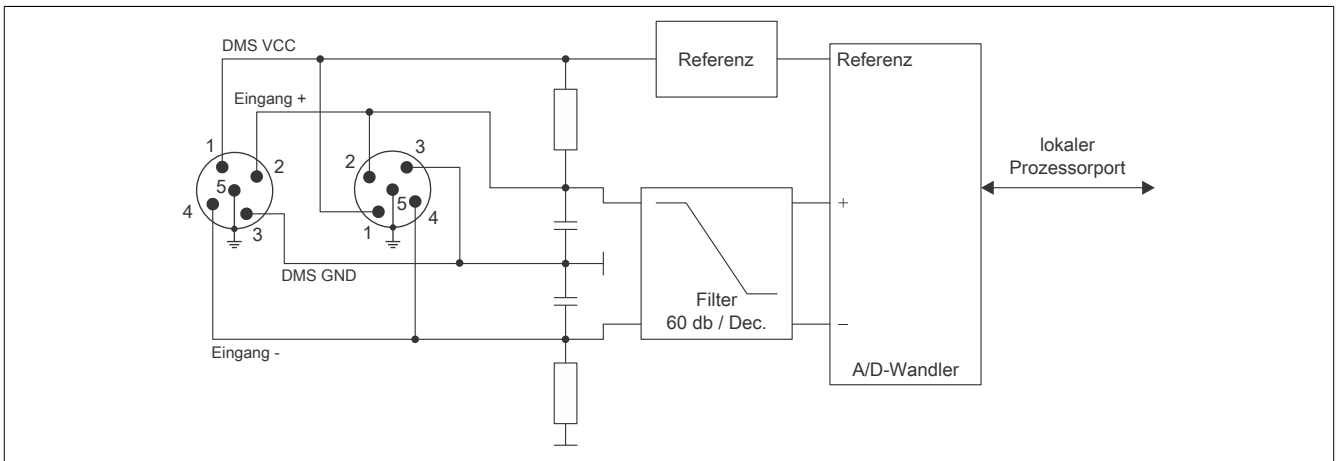 DMS VCC
Referenz
Referenz
Eingang +
1
2
5
4
3
3
2
5
4
1
+
lokaler
Prozessorport
DMS GND
Filter
60 db / Dec.
−
Eingang -
A/D-Wandler